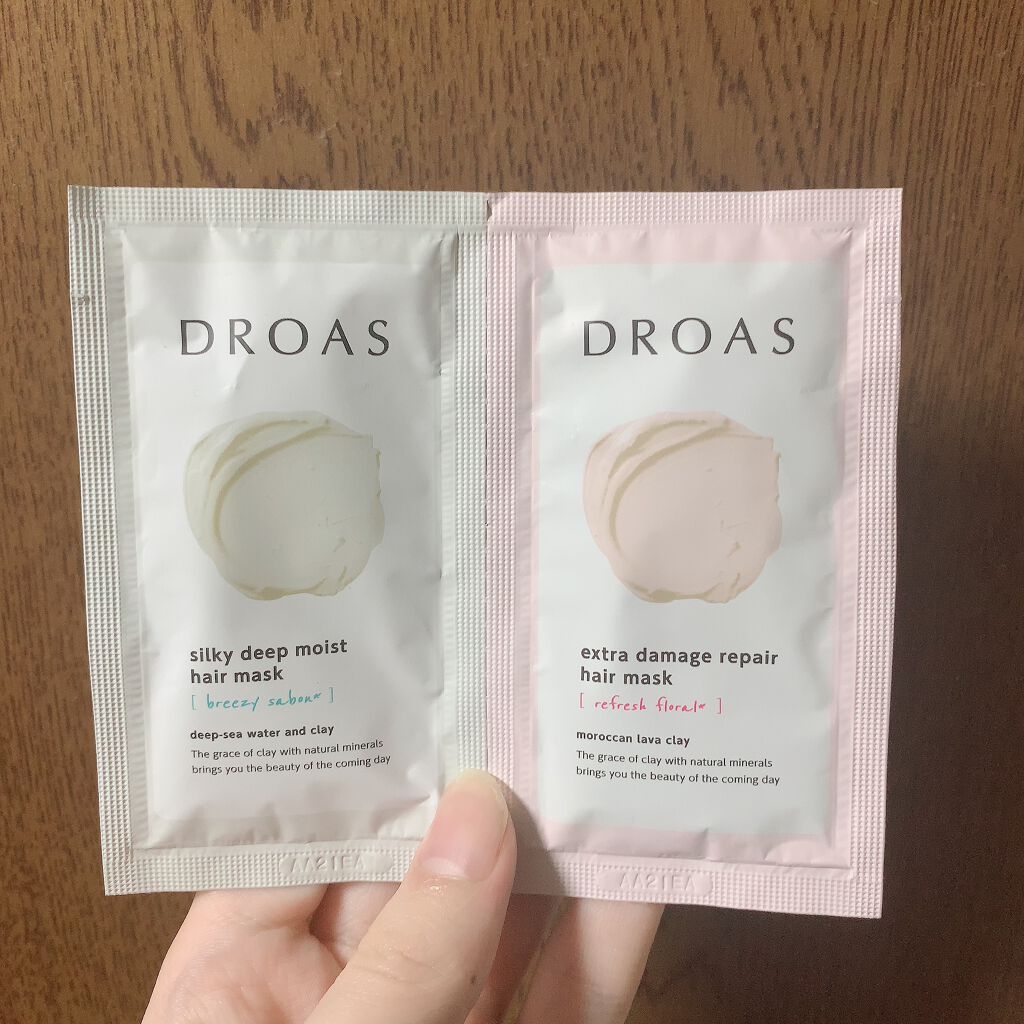 DROAS
silky deep moist
hair mask
[ breezy sabon ]
deep-sea water and clay
The grace of clay with natural minerals
brings you the beauty of the coming day
DROAS
extra damage repair
hair mask
[ refresh floral ]
moroccan lava clay
The grace of clay with natural minerals
brings you the beauty of the coming day